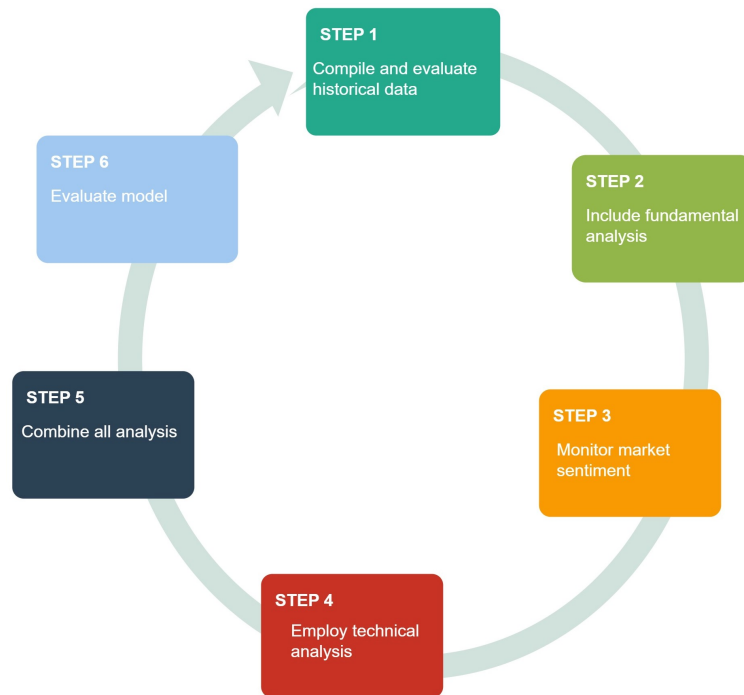 STEP 1
Compile and evaluate
historical data
STEP 2
Include fundamental
analysis
STEP 3
Monitor market
sentiment
STEP 4
Employ technical
analysis
STEP 5
Combine all analysis
STEP 6
Evaluate model